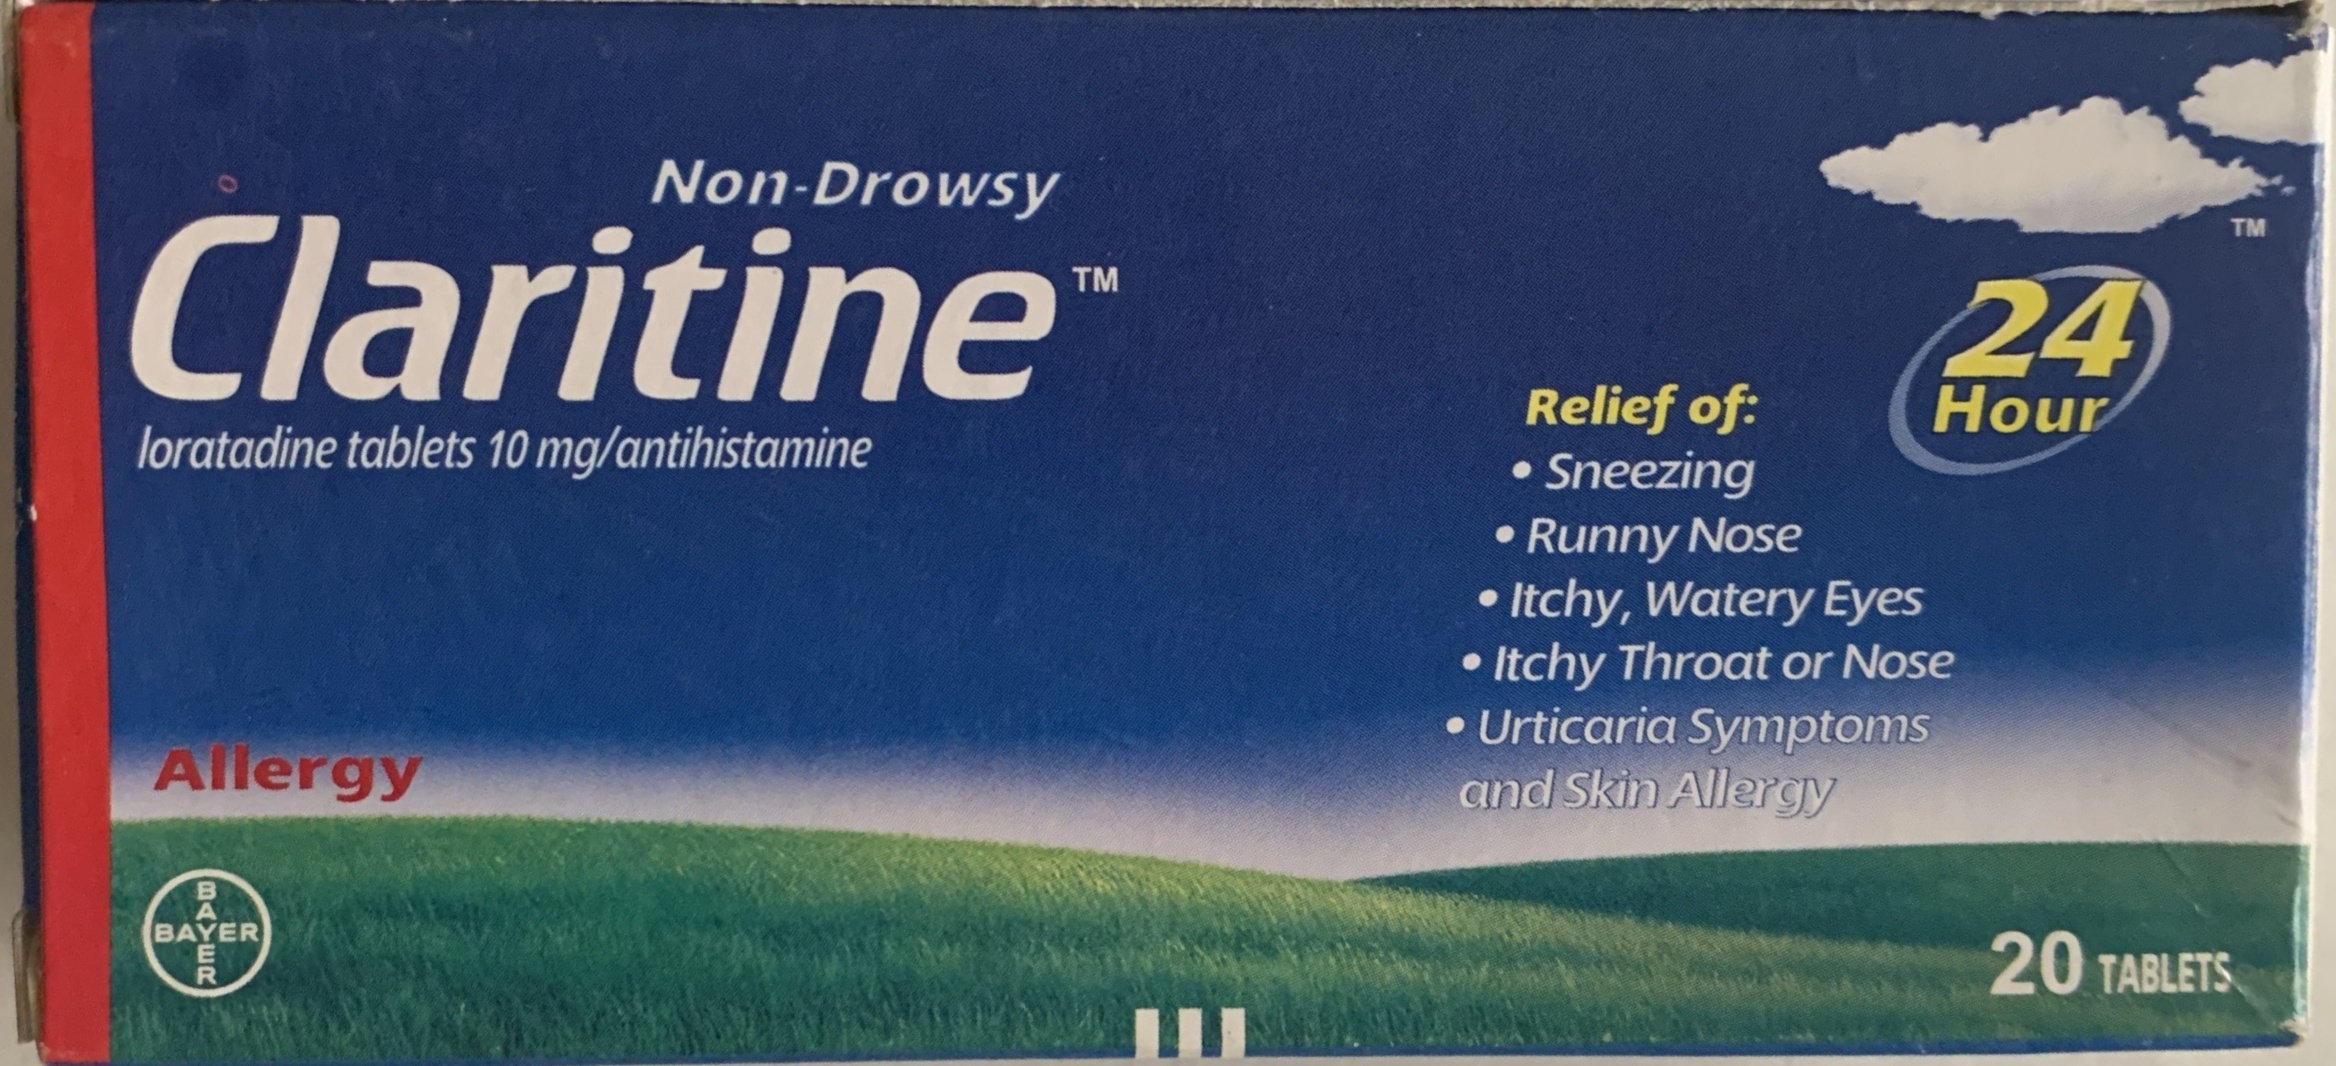 Non-Drowsy
Claritine™
loratadine tablets 10 mg/antihistamine
TM
24
Hour
Relief of:
• Sneezing
• Runny Nose
• Itchy, Watery Eyes
• Itchy Throat or Nose
• Urticaria Symptoms
and Skin Allergy
Allergy
BAYER
BAYER
20 TABLETS